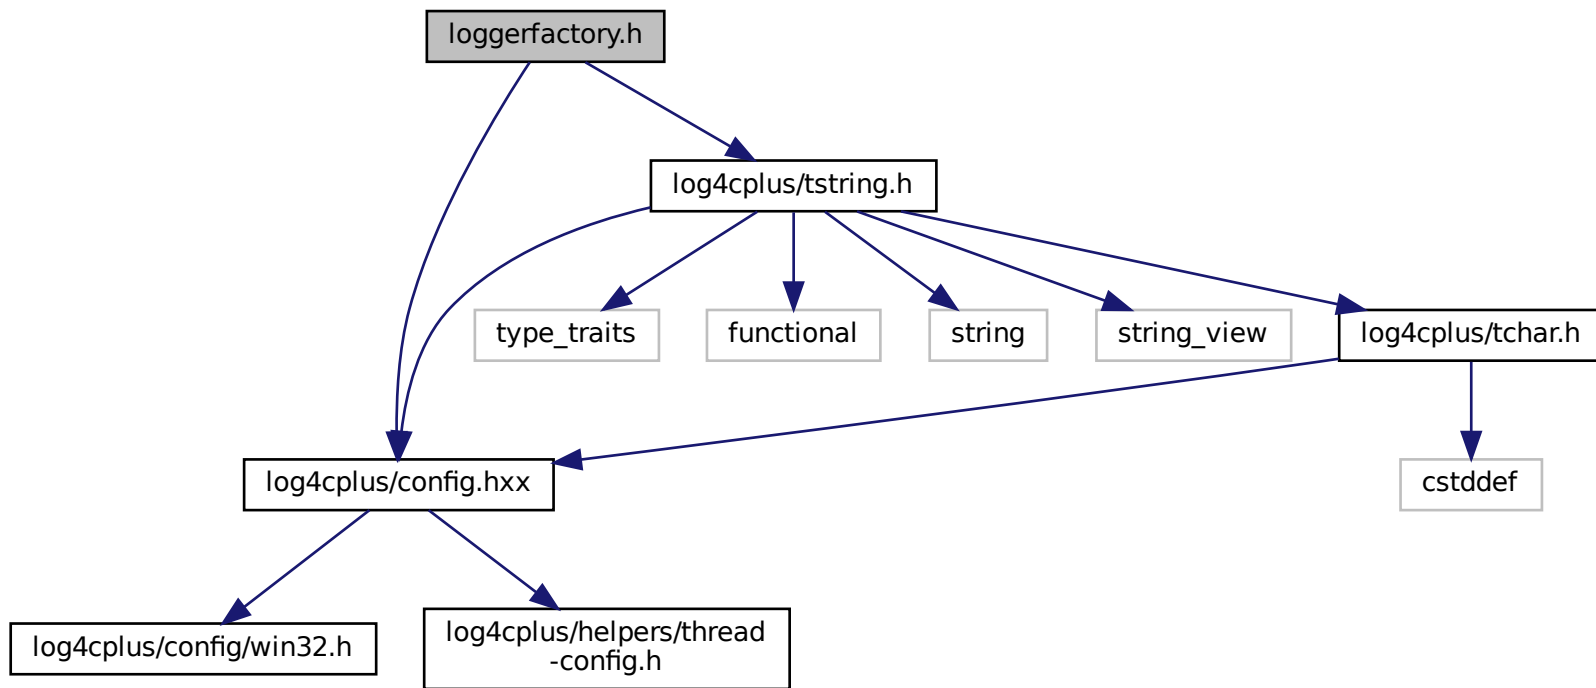 loggerfactory.h
log4cplus/tstring.h
type_traits
functional
string
string_view
log4cplus/tchar.h
log4cplus/config.hxx
cstddef
log4cplus/config/win32.h
log4cplus/helpers/thread
-config.h